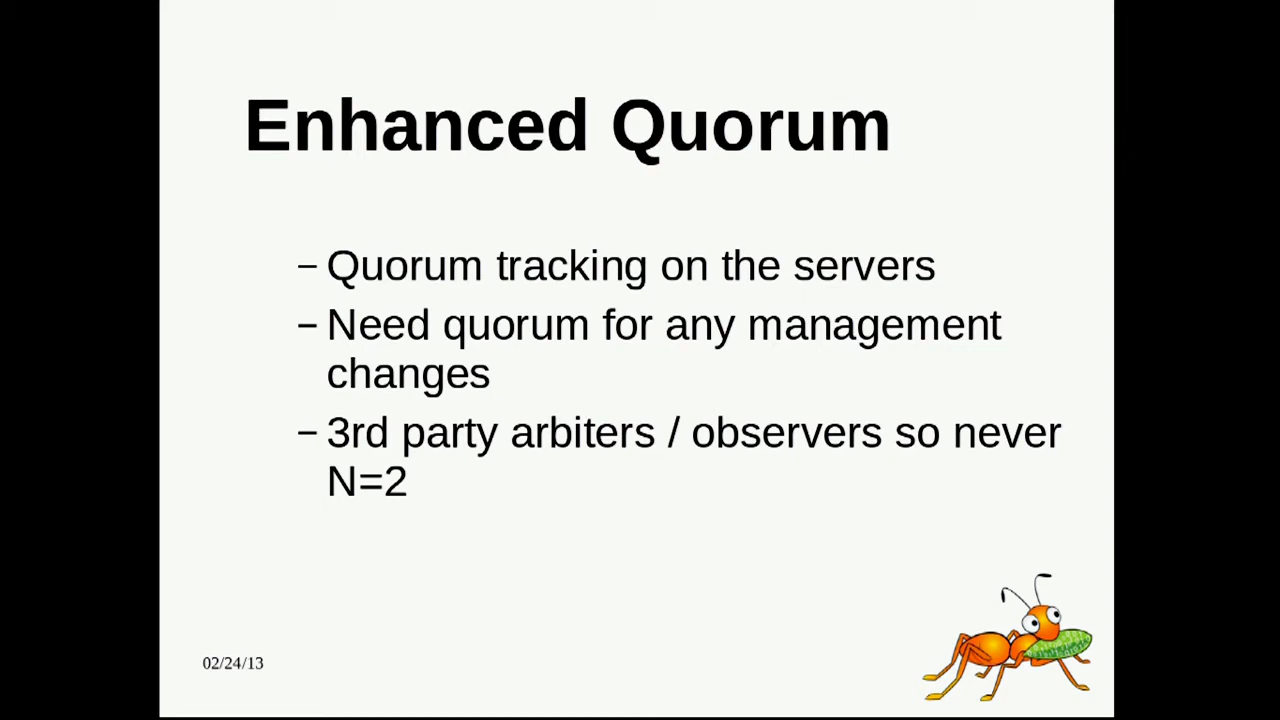 Enhanced Quorum
– Quorum tracking on the servers
– Need quorum for any management
changes
– 3rd party arbiters / observers so never
N=2
02/24/13